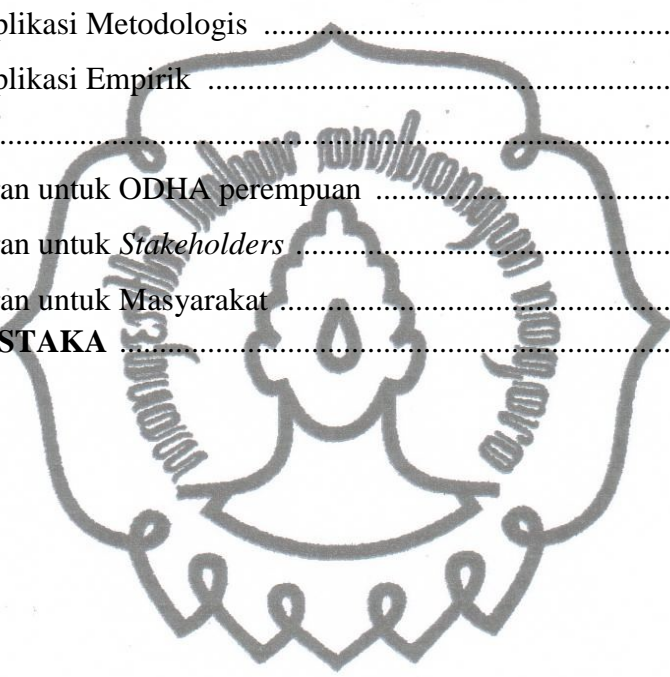 plikasi Metodologis ........................................................
plikasi Empirik ................................................................
................................................................................................
an untuk ODHA perempuan ........................................
an untuk Stakeholders ....................................................
an untuk Masyarakat .......................................................
STAKA ..............................................................................